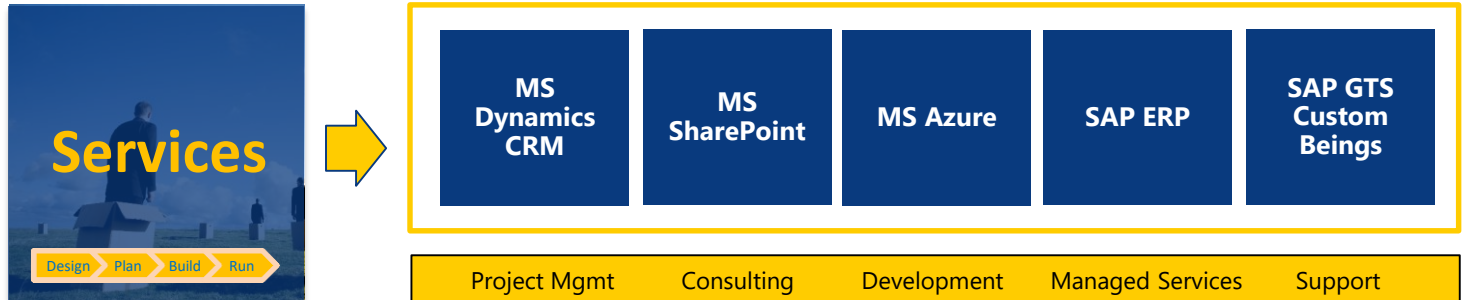 Services
Design Plan Build Run
MS
Dynamics
CRM
MS
SharePoint
MS Azure
SAP ERP
SAP GTS
Custom
Beings
Project Mgmt Consulting Development Managed Services Support